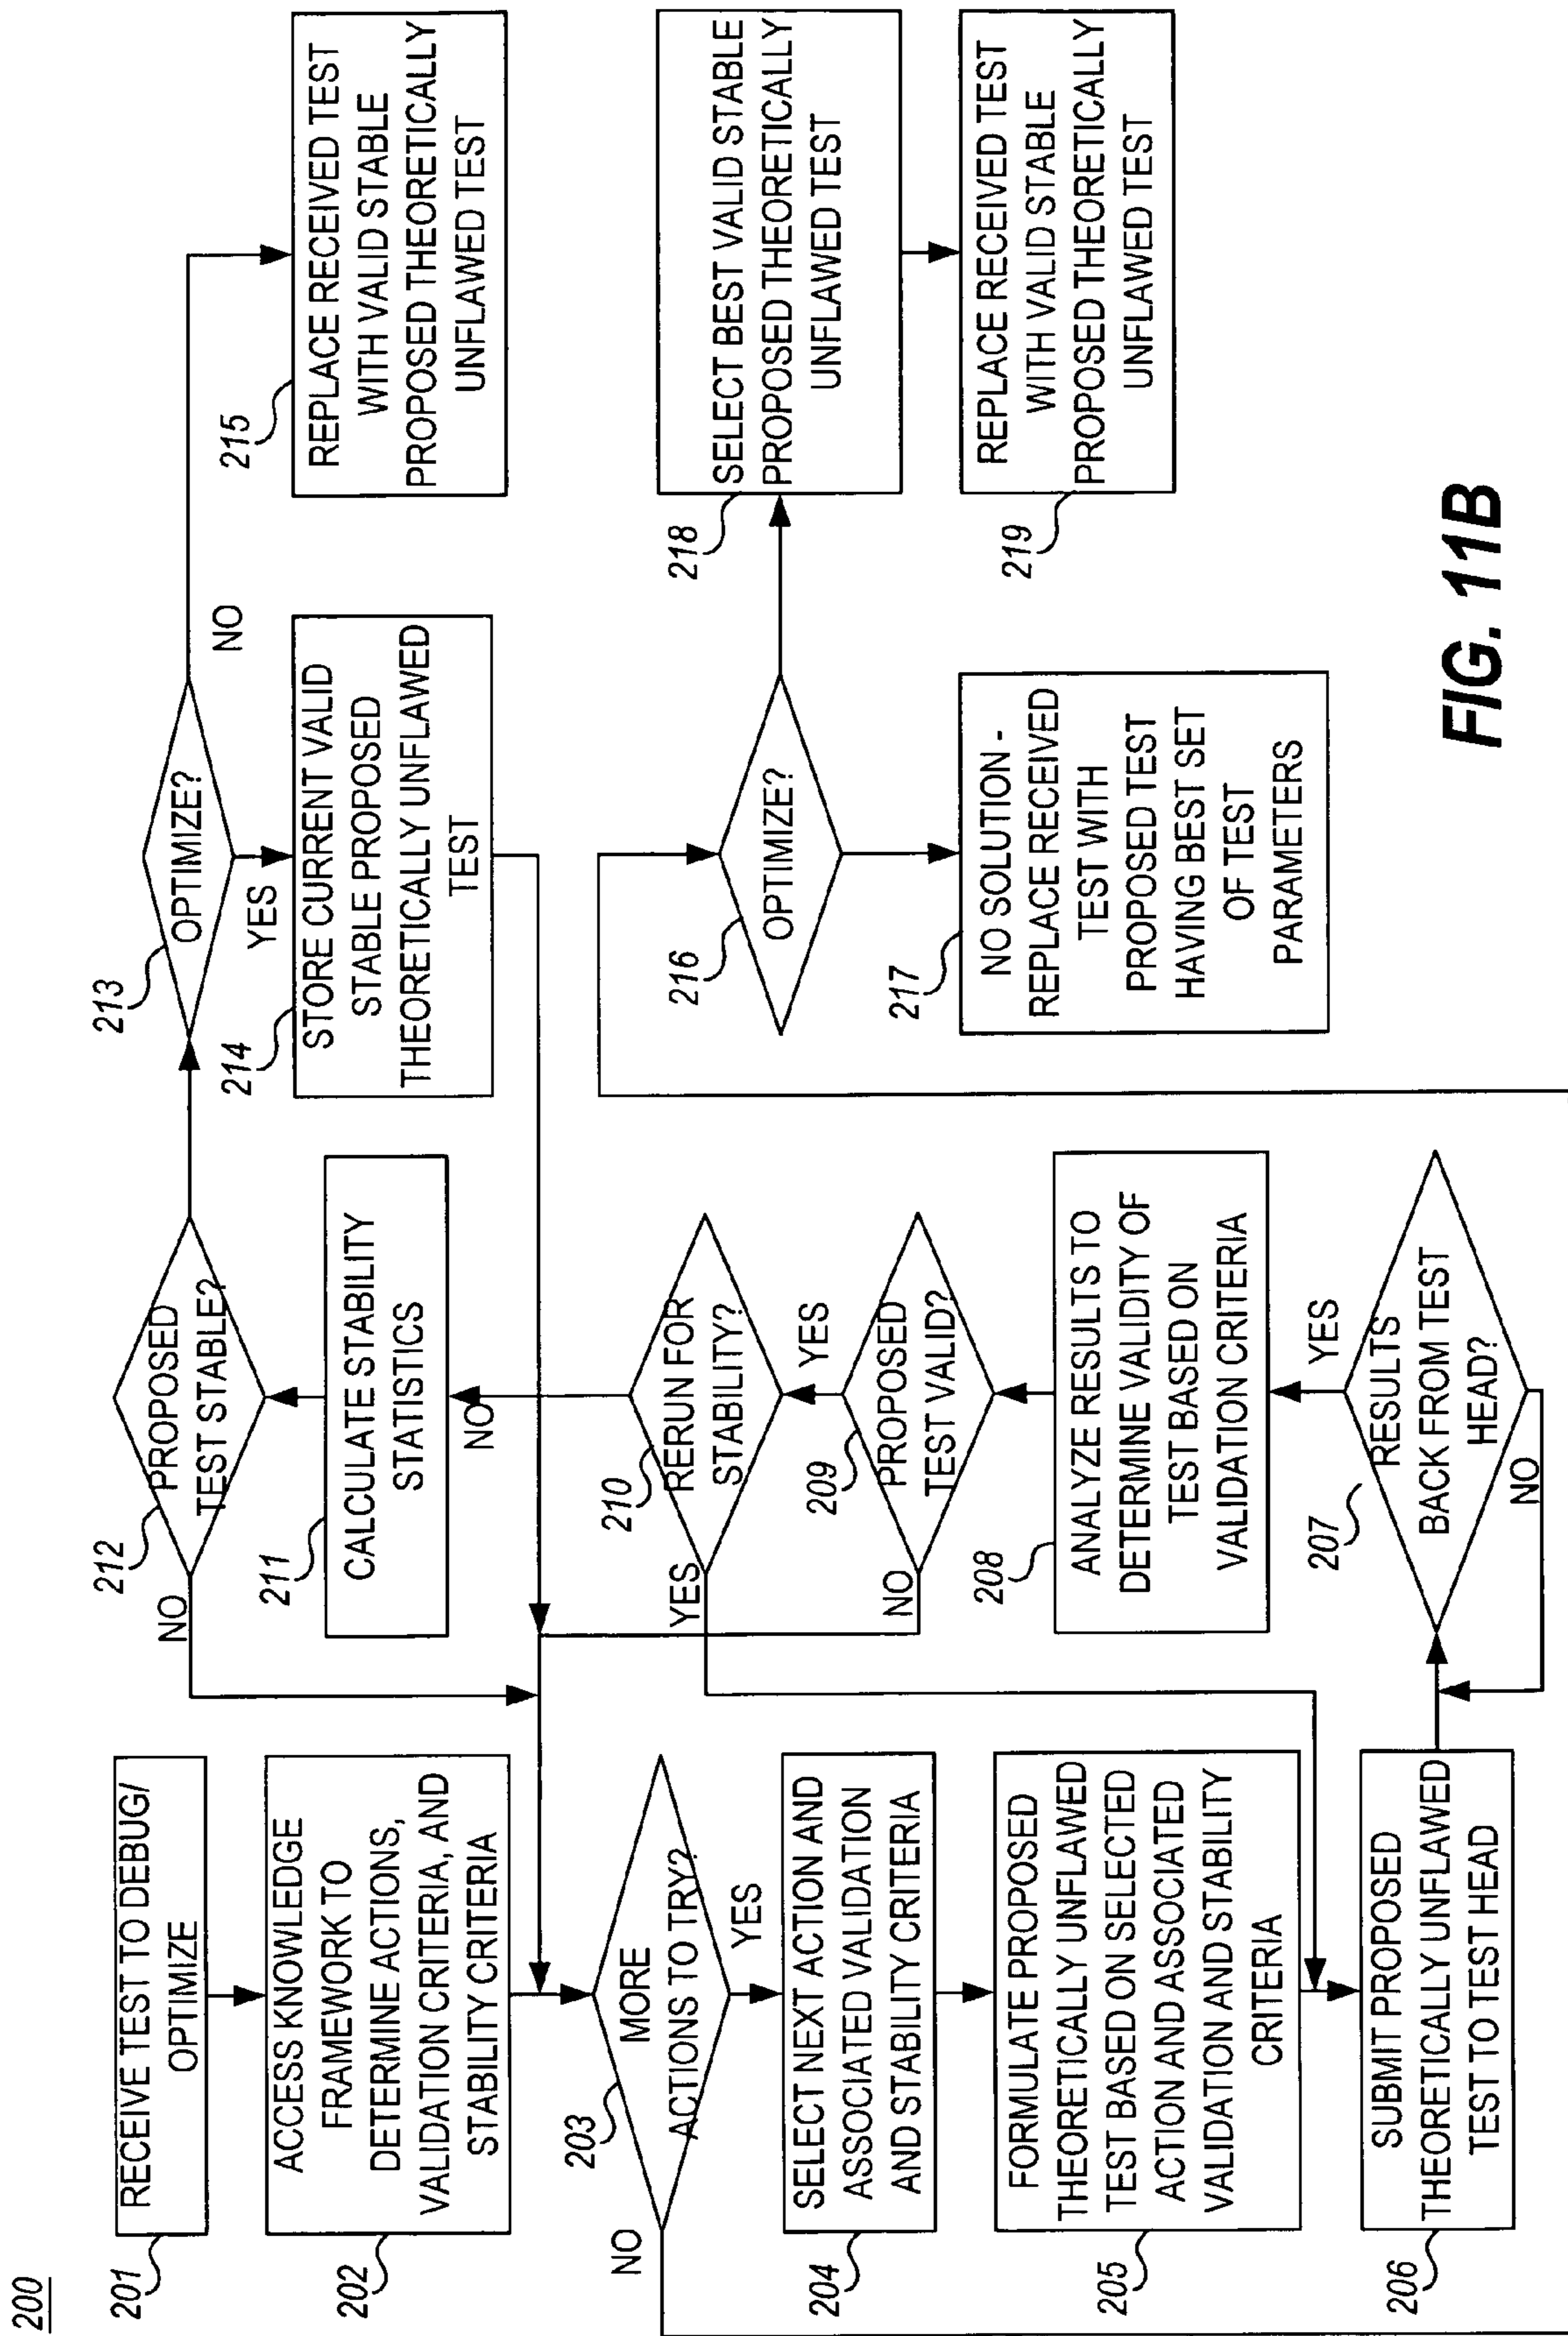 200
201
RECEIVE TEST TO DEBUG/
OPTIMIZE
202
ACCESS KNOWLEDGE
FRAMEWORK TO
DETERMINE ACTIONS,
VALIDATION CRITERIA, AND
STABILITY CRITERIA
203
MORE
ACTIONS TO TRY?
NO
YES
204
SELECT NEXT ACTION AND
ASSOCIATED VALIDATION
AND STABILITY CRITERIA
205
FORMULATE PROPOSED
THEORETICALLY UNFLAWED
TEST BASED ON SELECTED
ACTION AND ASSOCIATED
VALIDATION AND STABILITY
CRITERIA
206
SUBMIT PROPOSED
THEORETICALLY UNFLAWED
TEST TO TEST HEAD
207
RESULTS
BACK FROM TEST
HEAD?
NO
YES
208
ANALYZE RESULTS TO
DETERMINE VALIDITY OF
TEST BASED ON
VALIDATION CRITERIA
209
PROPOSED
TEST VALID?
NO
YES
210
RERUN FOR
STABILITY?
YES
NO
211
CALCULATE STABILITY
STATISTICS
212
PROPOSED
TEST STABLE?
NO
213
OPTIMIZE?
YES
NO
214
STORE CURRENT VALID
STABLE PROPOSED
THEORETICALLY UNFLAWED
TEST
215
REPLACE RECEIVED TEST
WITH VALID STABLE
PROPOSED THEORETICALLY
UNFLAWED TEST
216
OPTIMIZE?
217
NO SOLUTION -
REPLACE RECEIVED
TEST WITH
PROPOSED TEST
HAVING BEST SET
OF TEST
PARAMETERS
218
SELECT BEST VALID STABLE
PROPOSED THEORETICALLY
UNFLAWED TEST
219
REPLACE RECEIVED TEST
WITH VALID STABLE
PROPOSED THEORETICALLY
UNFLAWED TEST
FIG. 11B